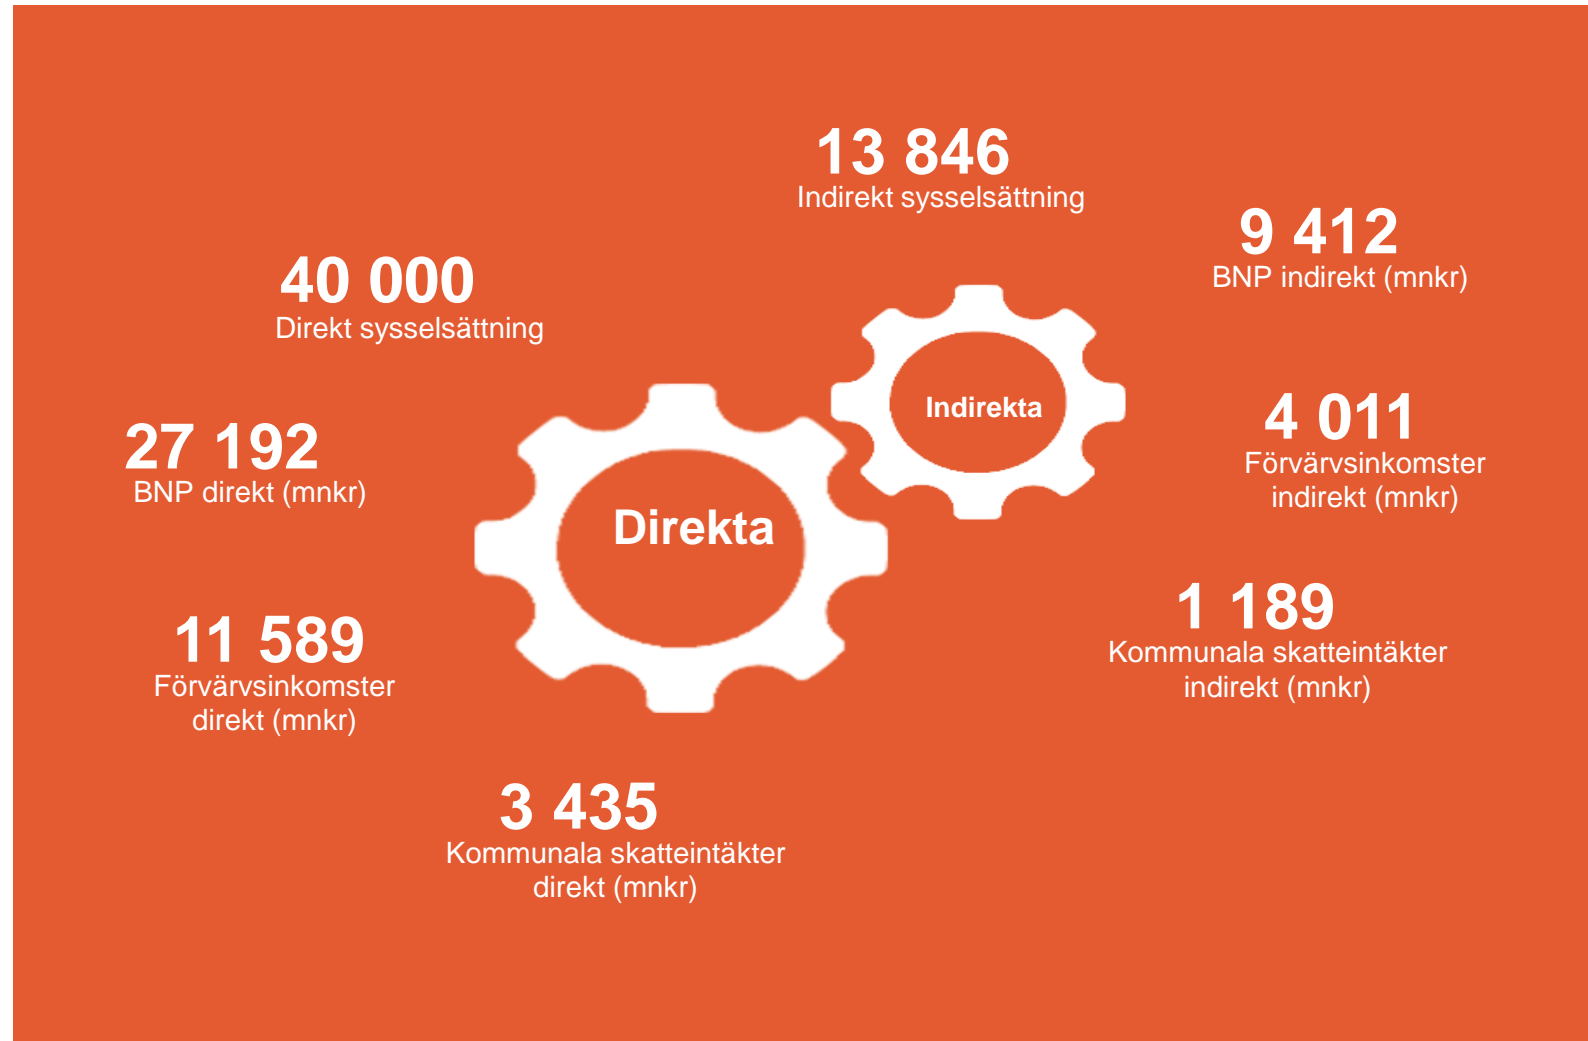 13 846
Indirekt sysselsättning
9 412
BNP indirekt (mnkr)
40 000
Direkt sysselsättning
Indirekta
4 011
Förvärvsinkomster
indirekt (mnkr)
27 192
BNP direkt (mnkr)
Direkta
1 189
Kommunala skatteintäkter
indirekt (mnkr)
11 589
Förvärvsinkomster
direkt (mnkr)
3 435
Kommunala skatteintäkter
direkt (mnkr)